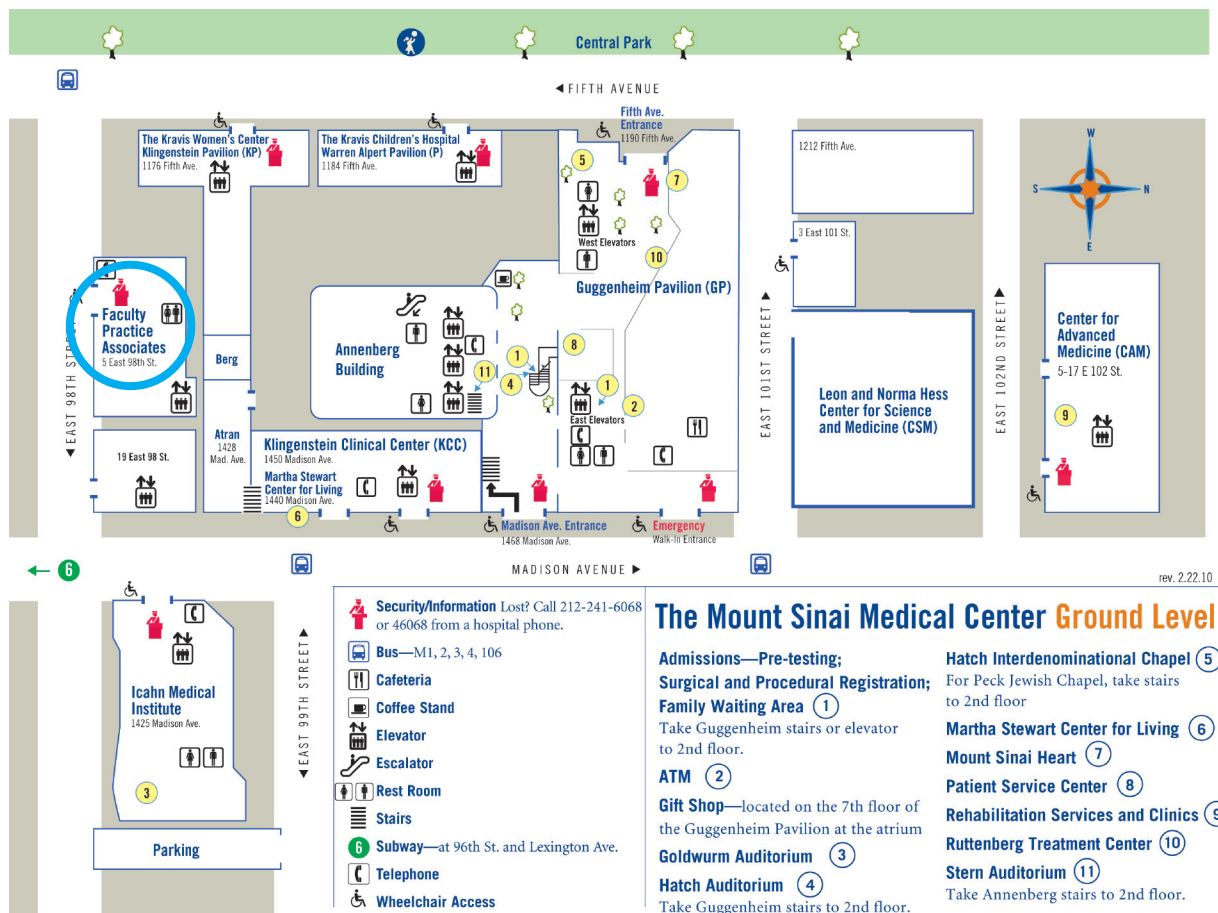 Central Park
◄ FIFTH AVENUE
Fifth Ave.
Entrance
1190 Fifth Ave.
The Kravis Women's Center
Klingenstein Pavilion (KP)
1176 Fifth Ave.
The Kravis Children's Hospital
Warren Alpert Pavilion (P)
1184 Fifth Ave.
1212 Fifth Ave.
W
S
N
E
5
7
West Elevators
10
3 East 101 St.
Guggenheim Pavilion (GP)
Faculty
Practice
Associates
5 East 98th St.
◄ EAST 98TH STREET
Berg
Annenberg
Building
1
8
11
4
1
2
East Elevators
EAST 101ST STREET ►
Leon and Norma Hess
Center for Science
and Medicine (CSM)
EAST 102ND STREET ►
Center for
Advanced
Medicine (CAM)
5-17 E 102 St.
9
Atran
1428
Mad. Ave.
19 East 98 St.
Klingenstein Clinical Center (KCC)
1450 Madison Ave.
Martha Stewart
Center for Living
1440 Madison Ave.
6
Madison Ave. Entrance
1468 Madison Ave.
Emergency
Walk-In Entrance
6
MADISON AVENUE ►
rev. 2.22.10
Icahn Medical
Institute
1425 Madison Ave.
3
Parking
◄ EAST 99TH STREET ►
Security/Information Lost? Call 212-241-6068
or 46068 from a hospital phone.
Bus—M1, 2, 3, 4, 106
Cafeteria
Coffee Stand
Elevator
Escalator
Rest Room
Stairs
6 Subway—at 96th St. and Lexington Ave.
Telephone
Wheelchair Access
The Mount Sinai Medical Center Ground Level
Admissions—Pre-testing;
Surgical and Procedural Registration;
Family Waiting Area 1
Take Guggenheim stairs or elevator
to 2nd floor.
ATM 2
Gift Shop—located on the 7th floor of
the Guggenheim Pavilion at the atrium
Goldwurm Auditorium 3
Hatch Auditorium 4
Take Guggenheim stairs to 2nd floor.
Hatch Interdenominational Chapel 5
For Peck Jewish Chapel, take stairs
to 2nd floor
Martha Stewart Center for Living 6
Mount Sinai Heart 7
Patient Service Center 8
Rehabilitation Services and Clinics 9
Ruttenberg Treatment Center 10
Stern Auditorium 11
Take Annenberg stairs to 2nd floor.